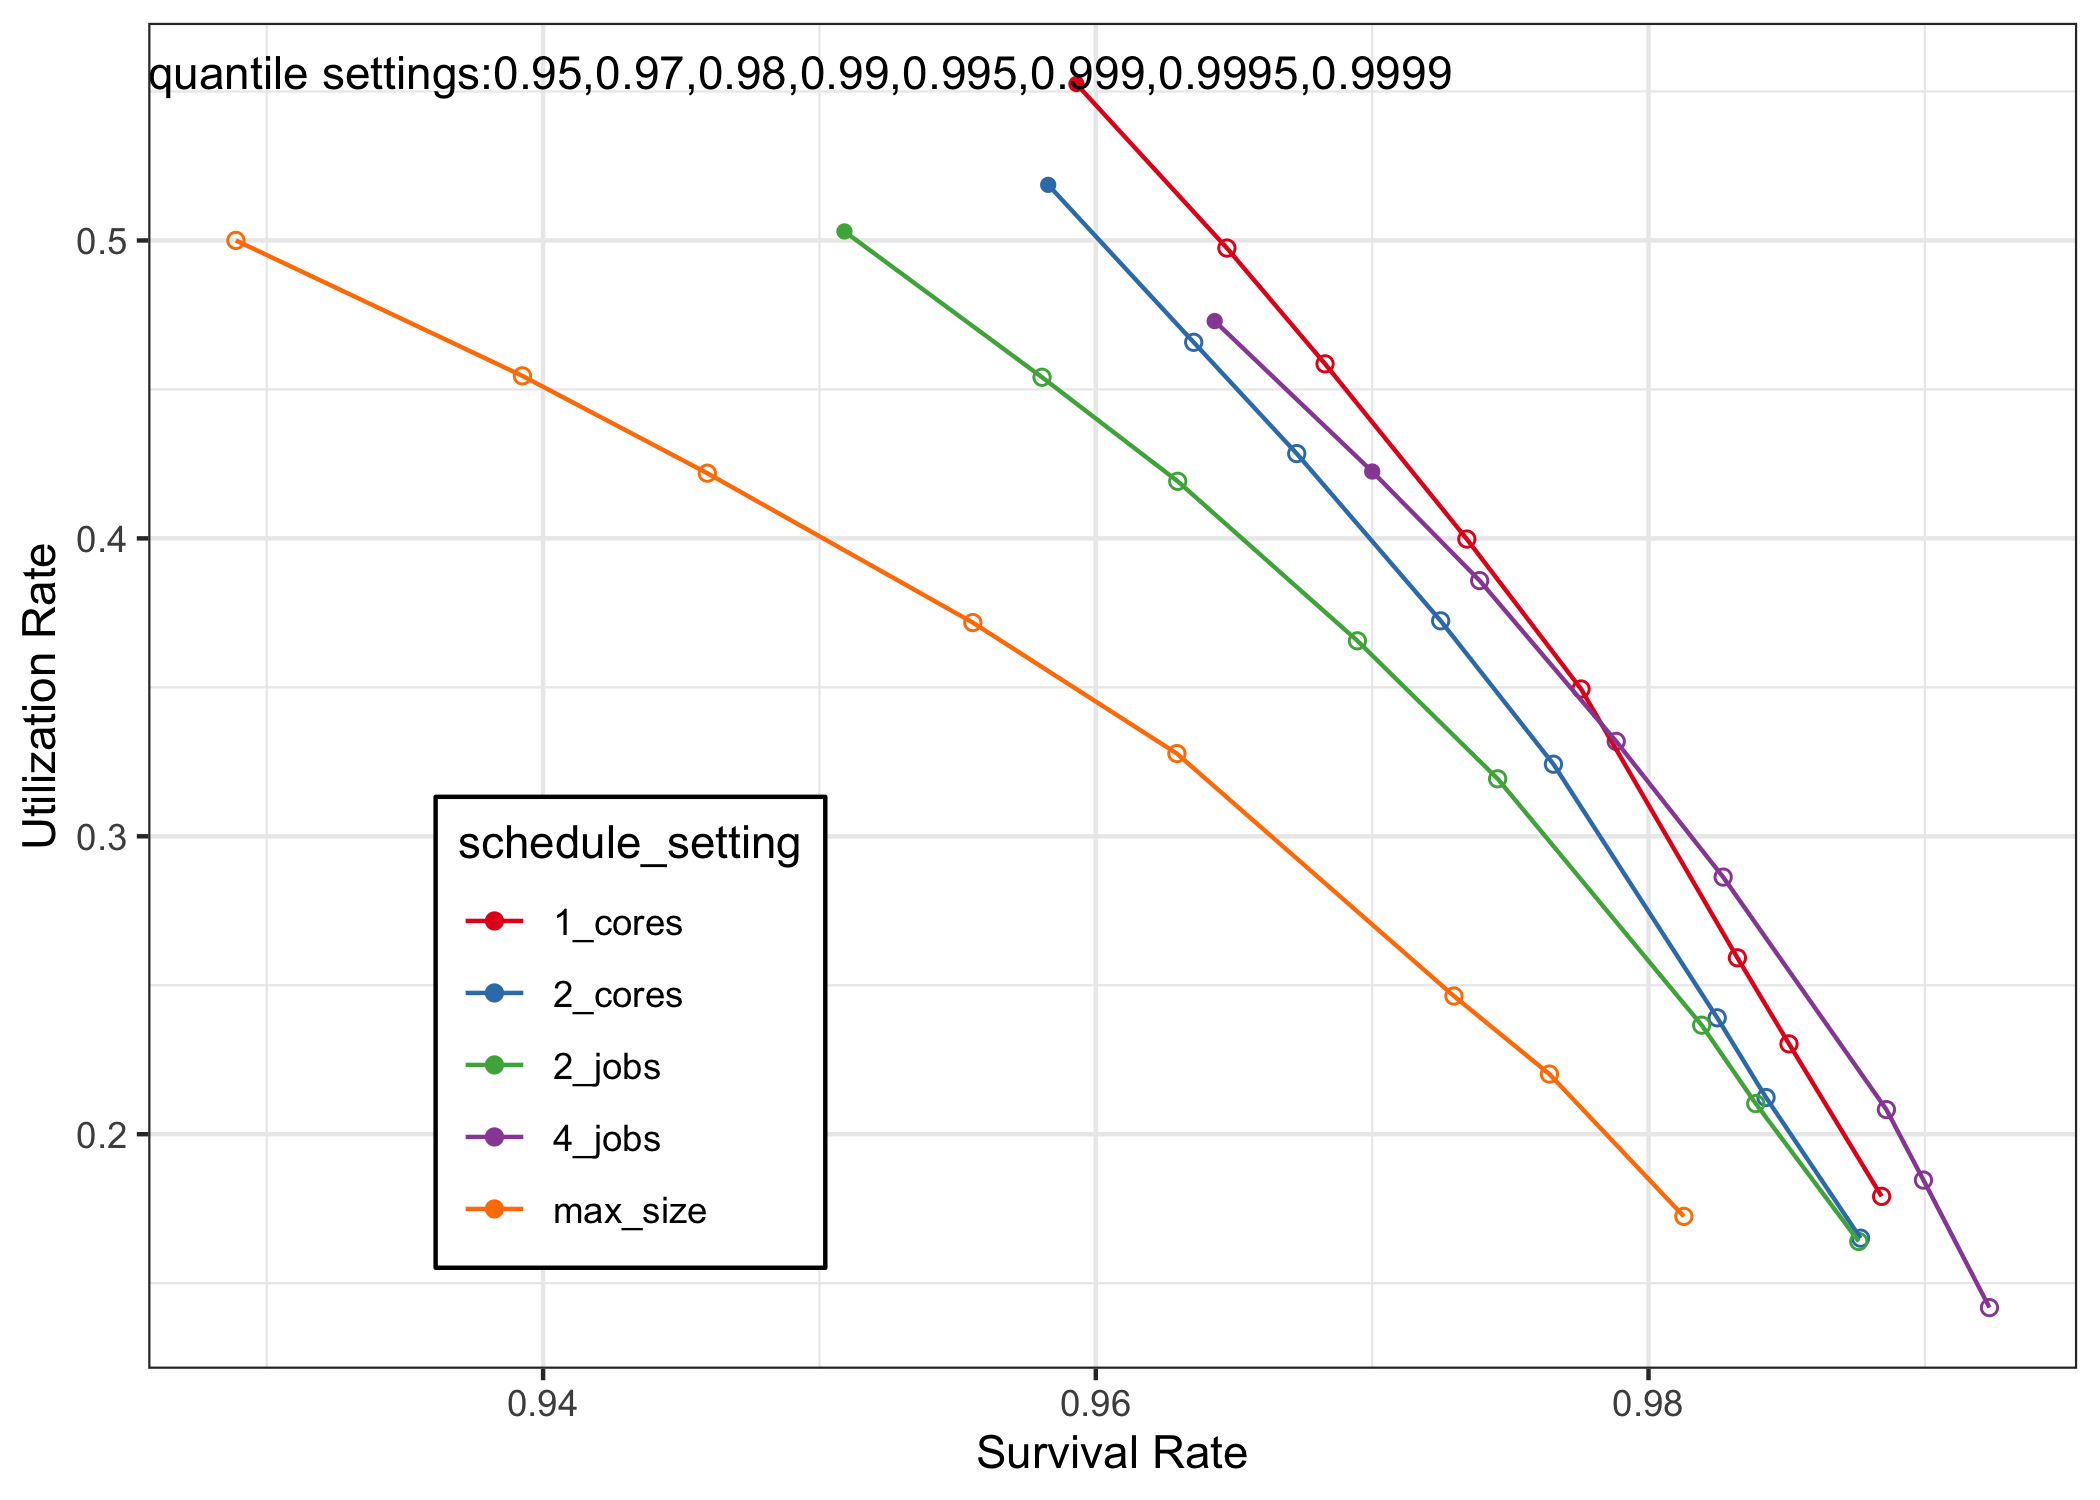 quantile settings:0.95,0.97,0.98,0.99,0.995,0.999,0.9995,0.9999
0.5
0.4
0.3
0.2
Utilization Rate
schedule_setting
1_cores
2_cores
2_jobs
4_jobs
max_size
0.94
0.96
0.98
Survival Rate